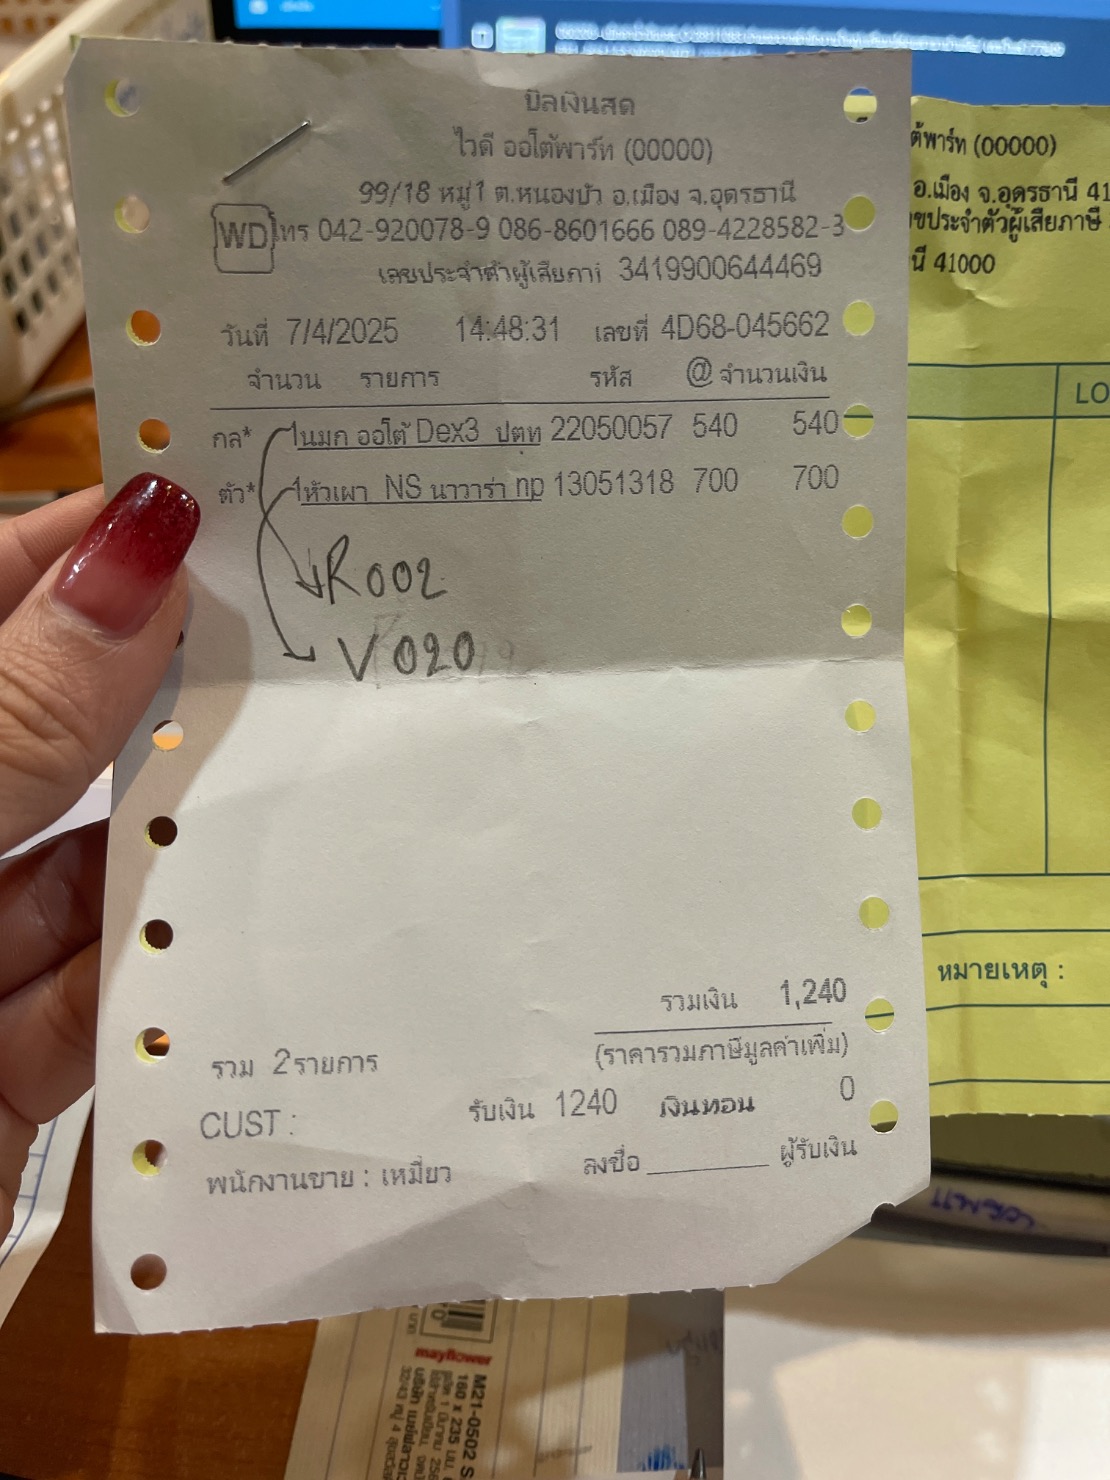 บิลเงินสด
ไวดี ออโต้พาร์ท (00000)
99/18 หมู่1 ต.หนองบัว อ.เมือง จ.อุดรธานี
WD โทร 042-920078-9 086-8601666 089-4228582-3
เลขประจำตัวผู้เสียภา 3419900644469
วันที่ 7/4/2025 14:48:31 เลขที่ 4D68-045662
จำนวน รายการ รหัส @ จำนวนเงิน
กล* 1นมก ออโต้ Dex3 ปตท 22050057 540 540
ตัว* 1หัวเผา NS นาวาร่า np 13051318 700 700
R002
V 020
รวมเงิน 1,240
(ราคารวมภาษีมูลค่าเพิ่ม)
รวม 2รายการ
CUST : รับเงิน 1240 เงินทอน 0
พนักงานขาย : เหมี่ยว ลงชื่อ ผู้รับเงิน
ต้พาร์ท (00000)
อ.เมือง จ.อุดรธานี 41
ขประจำตัวผู้เสียภาษี
นี 41000
LO
หมายเหตุ :
mayflower
M21-0502 S